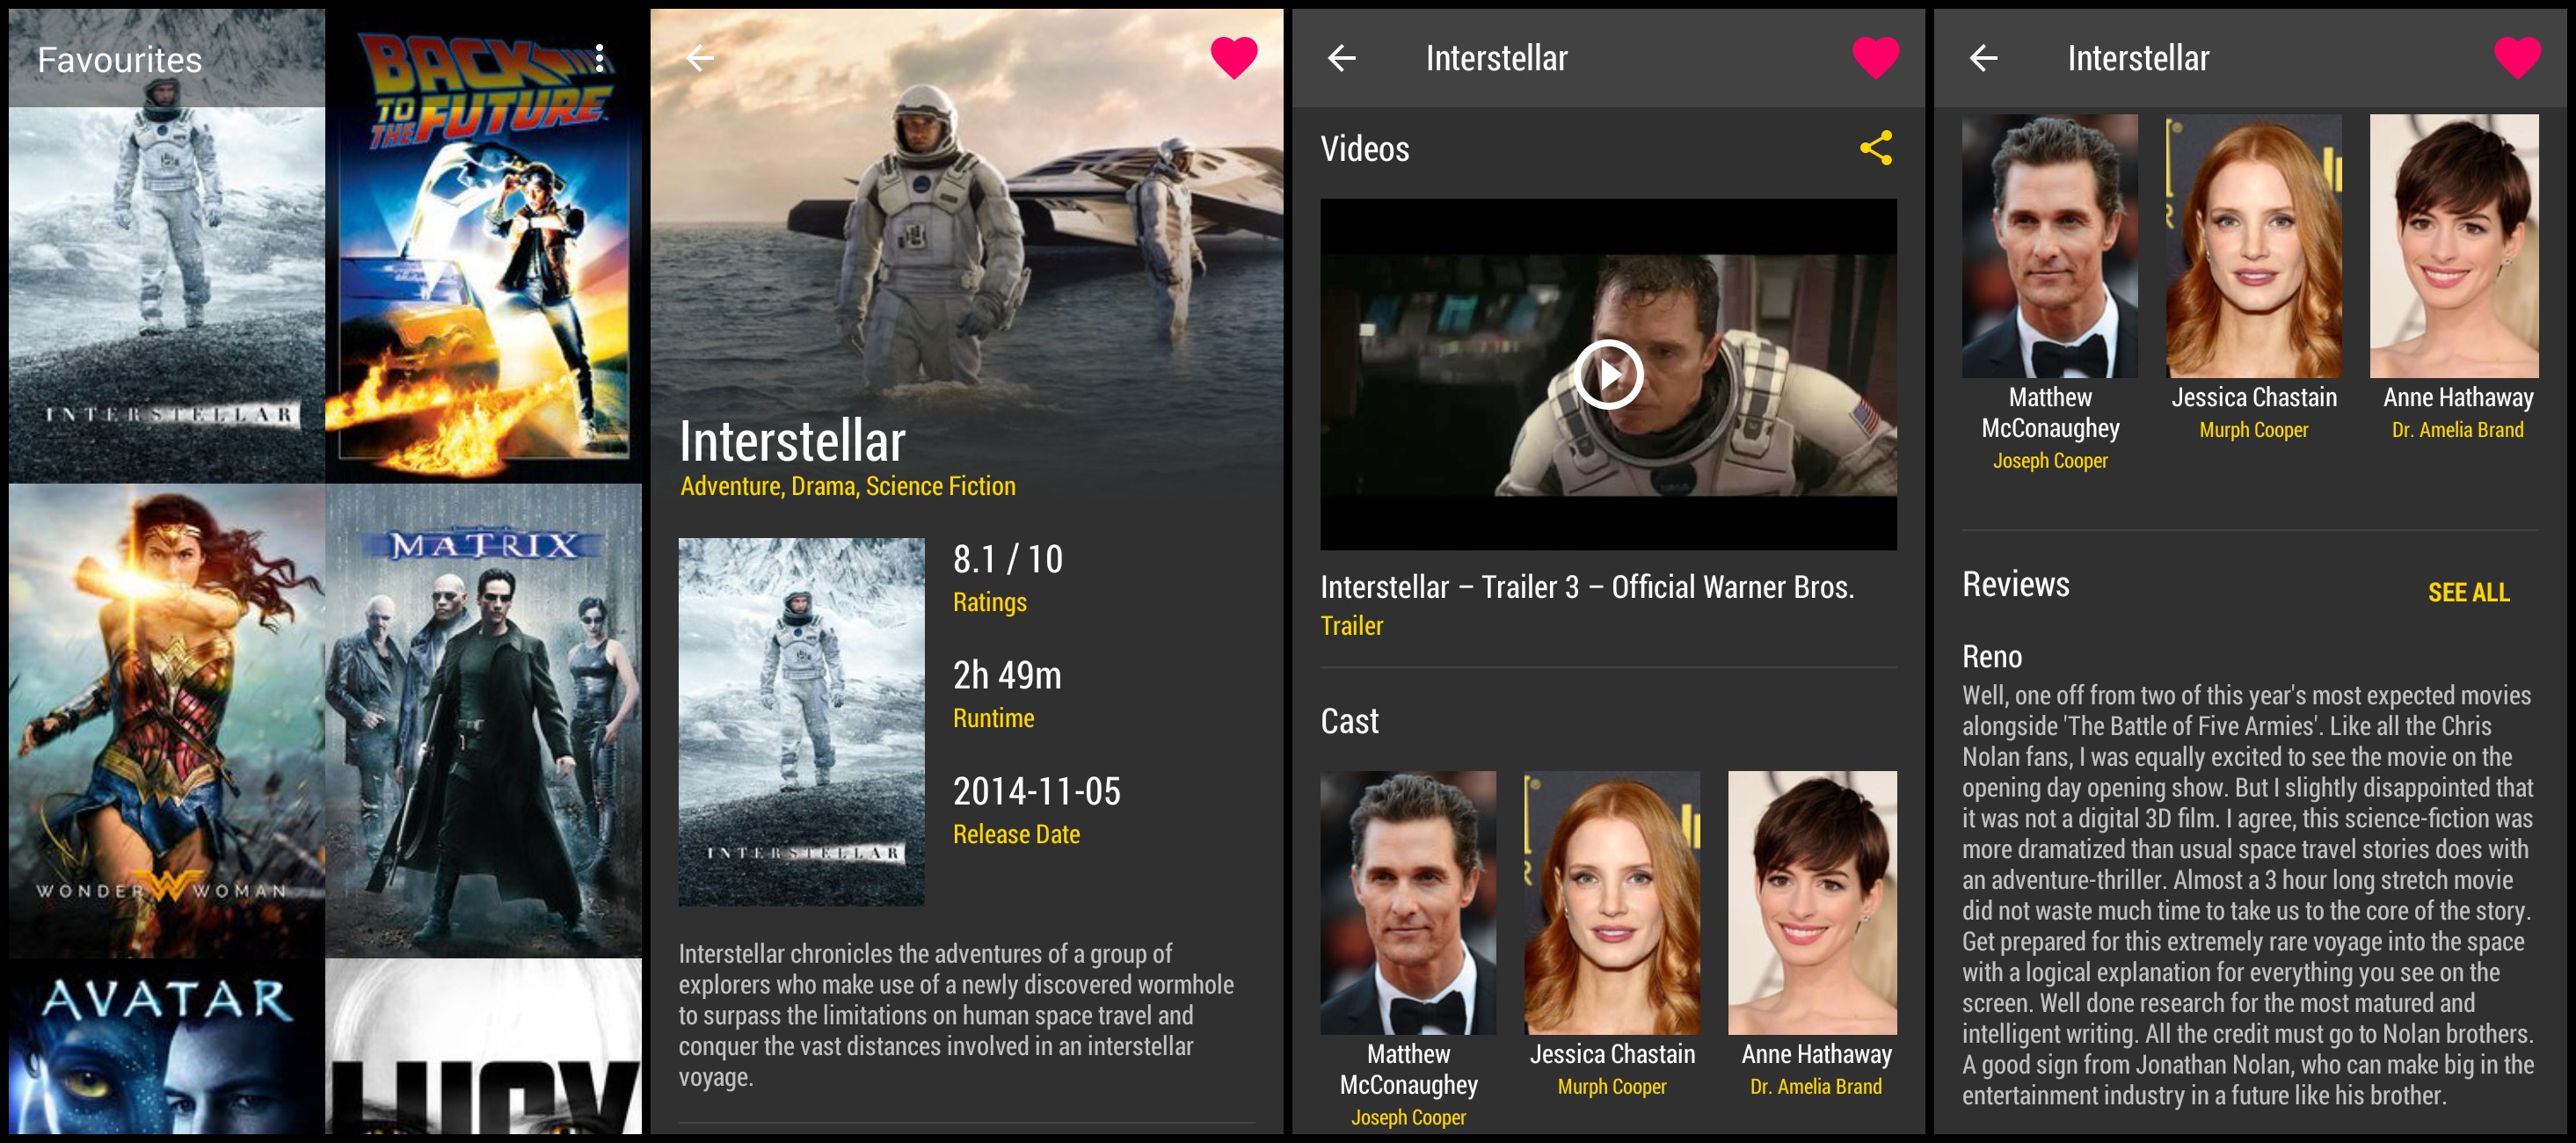 Favourites
BACK
TO
THE FUTURE
INTERSTELLAR
MATRIX
WONDER WOMAN
AVATAR
LUCY
Interstellar
Adventure, Drama, Science Fiction
8.1 / 10
Ratings
2h 49m
Runtime
2014-11-05
Release Date
INTERSTELLAR
Interstellar chronicles the adventures of a group of
explorers who make use of a newly discovered wormhole
to surpass the limitations on human space travel and
conquer the vast distances involved in an interstellar
voyage.
Interstellar
Videos
Interstellar – Trailer 3 – Official Warner Bros.
Trailer
Cast
Matthew
McConaughey
Joseph Cooper
Jessica Chastain
Murph Cooper
Anne Hathaway
Dr. Amelia Brand
Interstellar
Matthew
McConaughey
Joseph Cooper
Jessica Chastain
Murph Cooper
Anne Hathaway
Dr. Amelia Brand
Reviews
SEE ALL
Reno
Well, one off from two of this year's most expected movies
alongside 'The Battle of Five Armies'. Like all the Chris
Nolan fans, I was equally excited to see the movie on the
opening day opening show. But I slightly disappointed that
it was not a digital 3D film. I agree, this science-fiction was
more dramatized than usual space travel stories does with
an adventure-thriller. Almost a 3 hour long stretch movie
did not waste much time to take us to the core of the story.
Get prepared for this extremely rare voyage into the space
with a logical explanation for everything you see on the
screen. Well done research for the most matured and
intelligent writing. All the credit must go to Nolan brothers.
A good sign from Jonathan Nolan, who can make big in the
entertainment industry in a future like his brother.